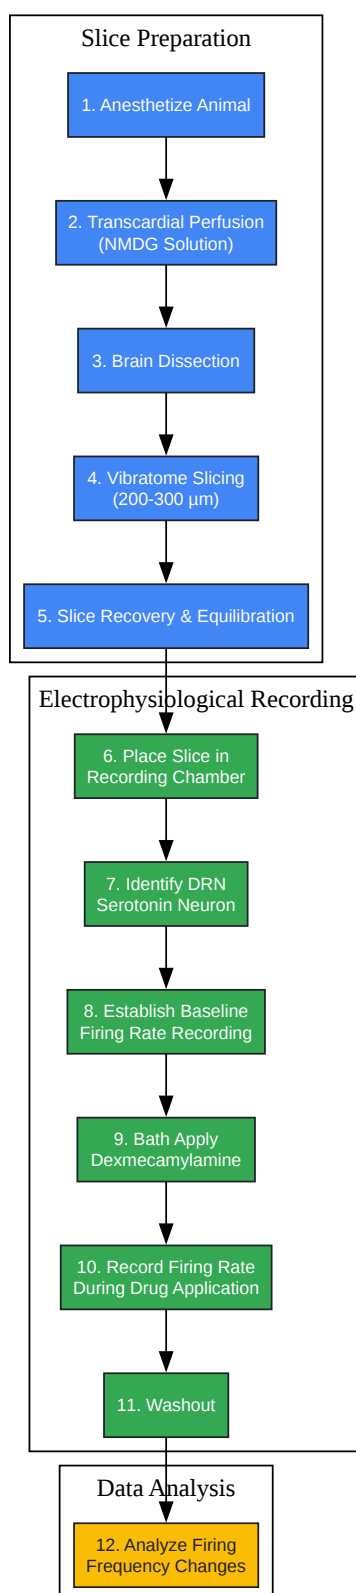 Slice Preparation
1. Anesthetize Animal
2. Transcardial Perfusion
(NMDG Solution)
3. Brain Dissection
4. Vibratome Slicing
(200-300 µm)
5. Slice Recovery & Equilibration
Electrophysiological Recording
6. Place Slice in
Recording Chamber
7. Identify DRN
Serotonin Neuron
8. Establish Baseline
Firing Rate Recording
9. Bath Apply
Dexmecamylamine
10. Record Firing Rate
During Drug Application
11. Washout
Data Analysis
12. Analyze Firing
Frequency Changes